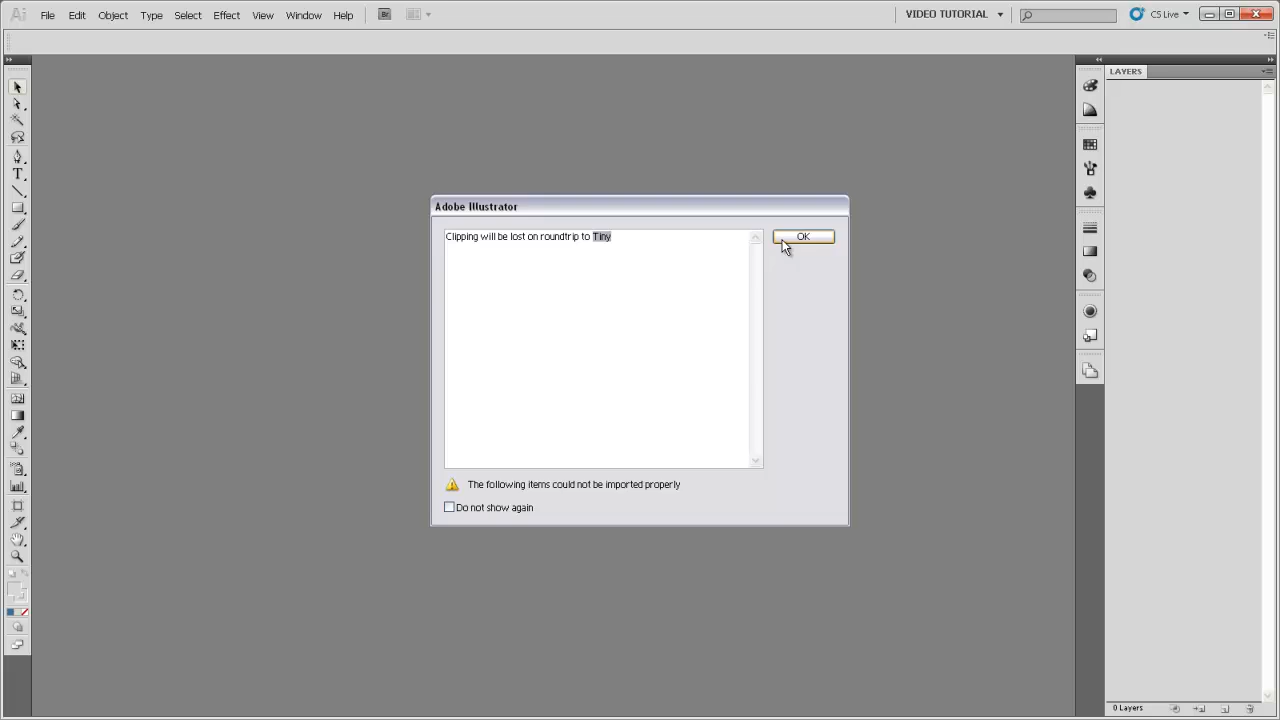 Ai File Edit Object Type Select Effect View Window Help Br VIDEO TUTORIAL CS Live
LAYERS
Adobe Illustrator
Clipping will be lost on roundtrip to Tiny
OK
The following items could not be imported properly
Do not show again
0 Layers